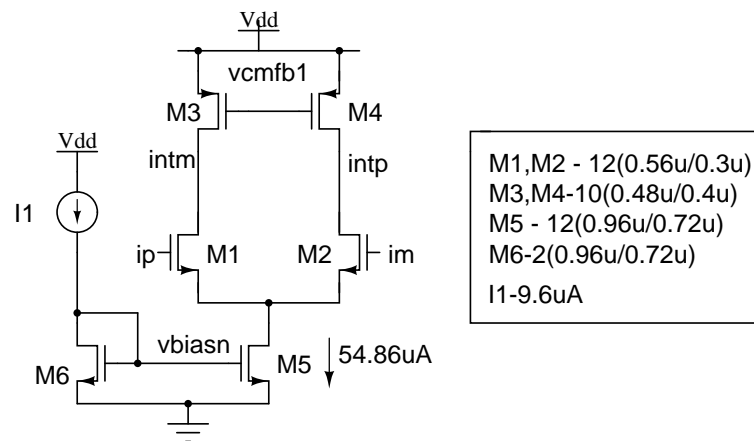 Vdd
vcmfb1
M3
M4
Vdd
intm
intp
I1
ip
M1
M2
im
vbiasn
M6
M5
54.86uA
M1,M2 - 12(0.56u/0.3u)
M3,M4-10(0.48u/0.4u)
M5 - 12(0.96u/0.72u)
M6-2(0.96u/0.72u)
I1-9.6uA